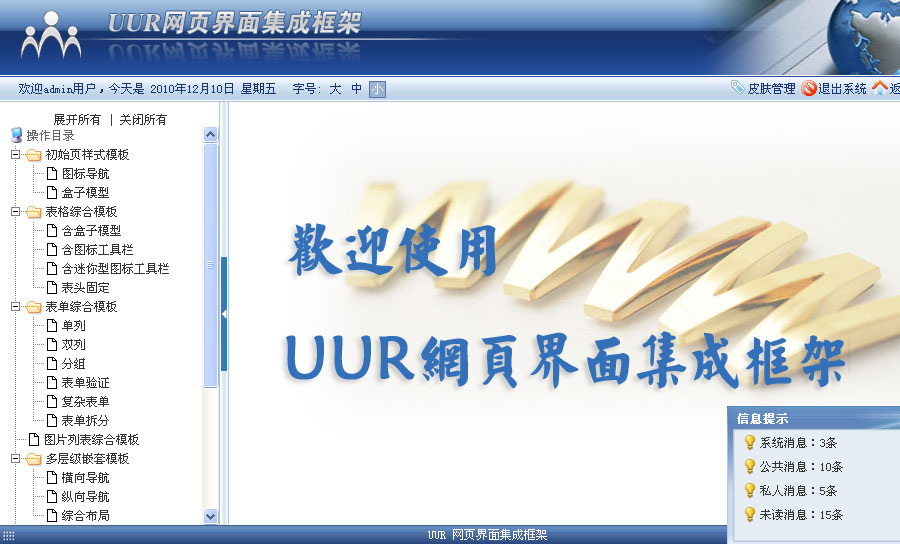 UUR网页界面集成框架
欢迎admin用户，今天是 2010年12月10日 星期五 字号: 大 中 小 皮肤管理 退出系统 返
展开所有 | 关闭所有
操作目录
初始页样式模板
图标导航
盒子模型
表格综合模板
含盒子模型
含图标工具栏
含迷你型图标工具栏
表头固定
表单综合模板
单列
双列
分组
表单验证
复杂表单
表单拆分
图片列表综合模板
多层级嵌套模板
横向导航
纵向导航
综合布局
歡迎使用
UUR網頁界面集成框架
信息提示
系统消息：3条
公共消息：10条
私人消息：5条
未读消息：15条
UUR 网页界面集成框架